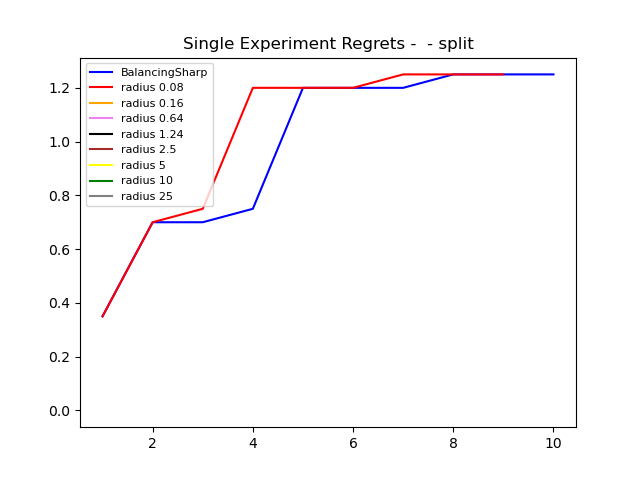 Single Experiment Regrets -  - split
BalancingSharp
radius 0.08
radius 0.16
radius 0.64
radius 1.24
radius 2.5
radius 5
radius 10
radius 25
1.2
1.0
0.8
0.6
0.4
0.2
0.0
2 4 6 8 10